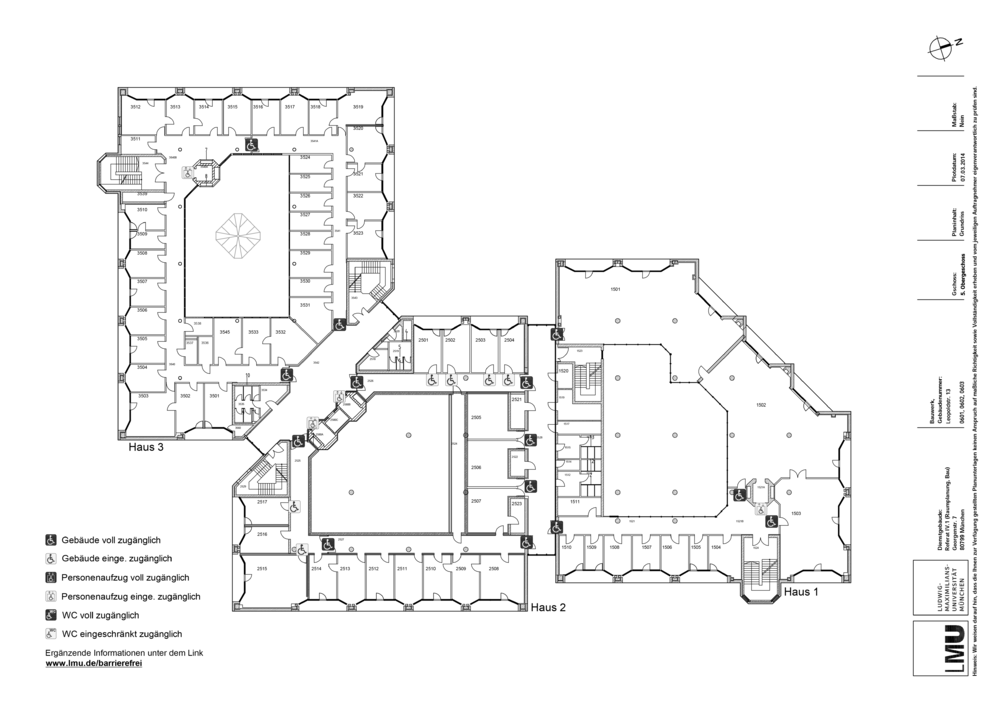 N
Maßstab:
Nein
Plotdatum:
07.03.2014
Planinhalt:
Grundriss
Gschoss:
5. Obergeschoss
Bauwerk,
Gebäudenummer:
Leopoldstr. 13
0601, 0602, 0603
Dienstgebäude:
Referat IV.1 (Raumplanung, Bau)
Georgenstr. 7
80799 München
LUDWIG-
MAXIMILIANS-
UNIVERSITÄT
MÜNCHEN
LMU
Hinweis: Wir weisen darauf hin, dass die Ihnen zur Verfügung gestellten Planunterlagen keinen Anspruch auf maßliche Richtigkeit sowie Vollständigkeit erheben und vom jeweiligen Auftragnehmer eigenverantwortlich zu prüfen sind.
3512
3513
3514
3515
3516
3517
3518
3519
3520
3511
3524
3525
3521
3526
3522
3509
3510
3527
3528
3523
3508
3529
3507
3530
3531
3506
3505
3545
3533
3532
3504
3503
3502
3501
Haus 3
2501
2502
2503
2504
2521
2505
2506
2507
2523
2517
2516
2515
2514
2513
2512
2511
2510
2509
2508
Haus 2
1501
1502
1520
1511
1503
1510
1509
1508
1507
1506
1505
1504
Haus 1
Gebäude voll zugänglich
Gebäude einge. zugänglich
Personenaufzug voll zugänglich
Personenaufzug einge. zugänglich
WC voll zugänglich
WC eingeschränkt zugänglich
Ergänzende Informationen unter dem Link
www.lmu.de/barrierefrei